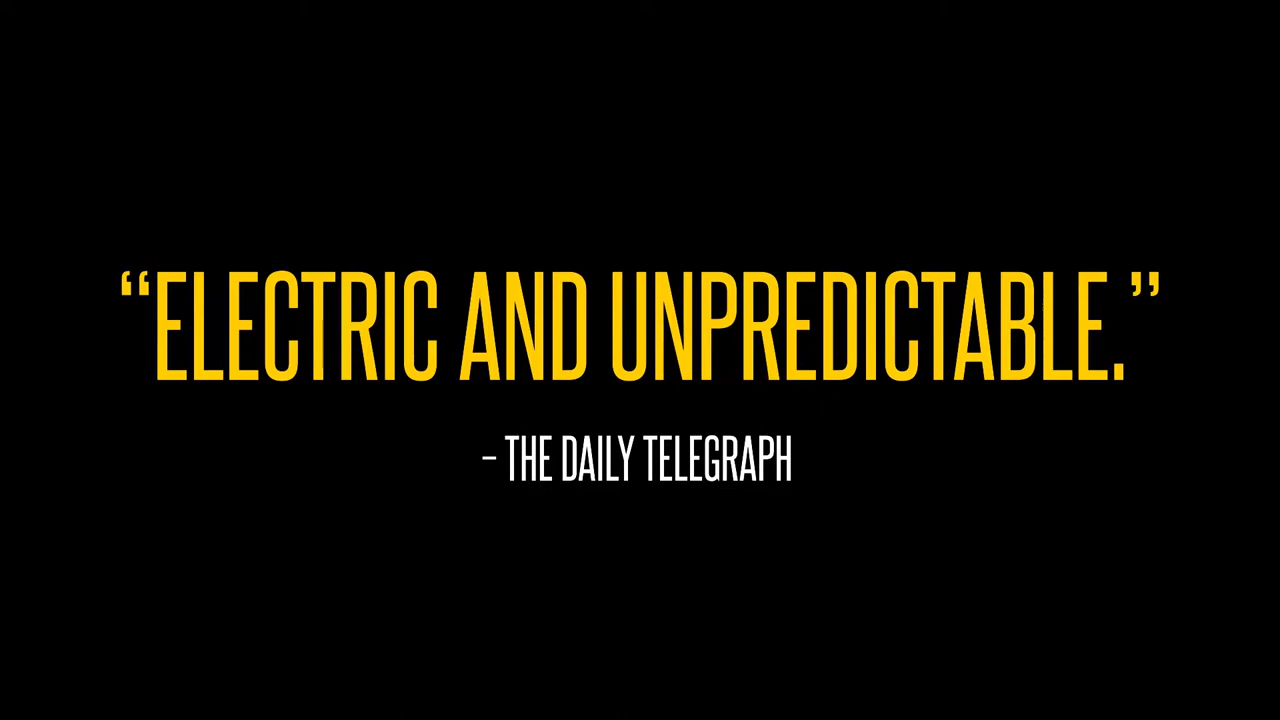 “ELECTRIC AND UNPREDICTABLE.”
– THE DAILY TELEGRAPH